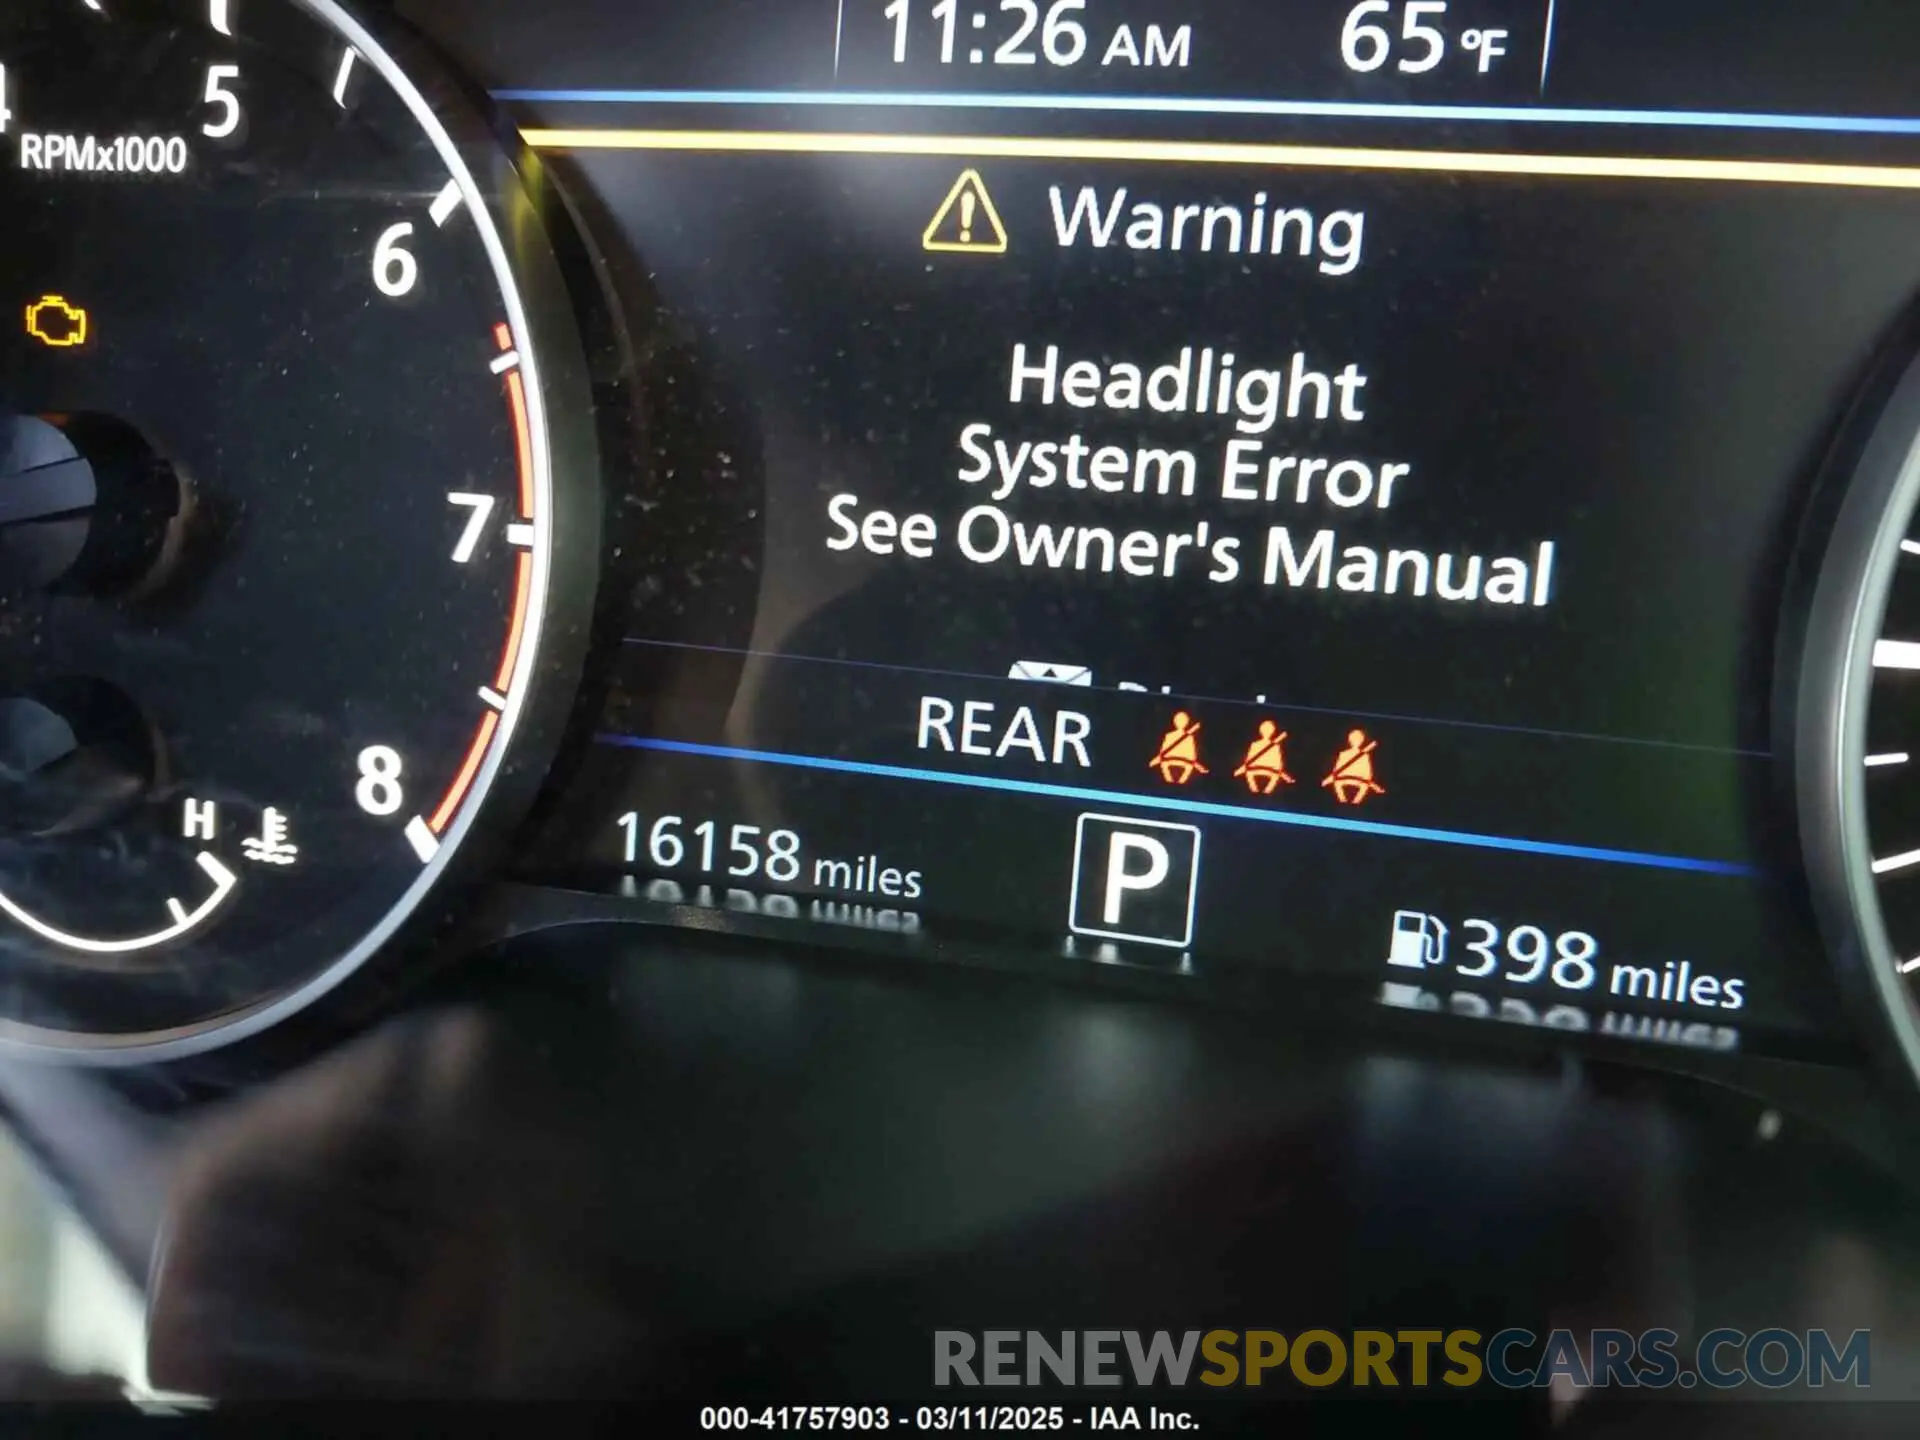 11:26 AM 65 °F
5
RPMx1000
6
Warning
Headlight
System Error
See Owner's Manual
7
REAR
8
H
16158 miles
P
398 miles
RENEWSPORTSCARS.COM
000-41757903 - 03/11/2025 - IAA Inc.